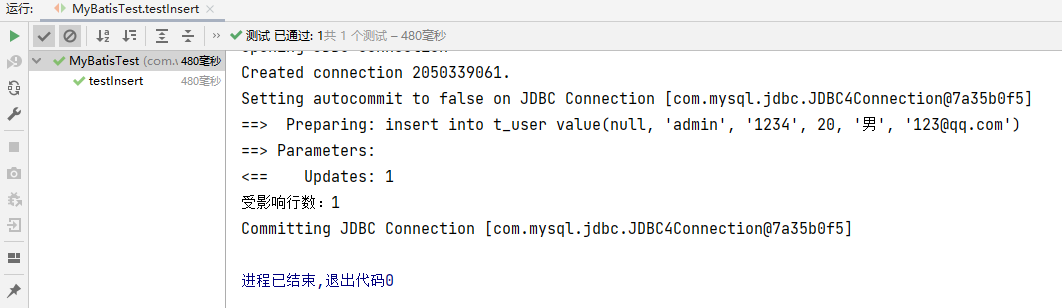 运行: MyBatisTest.testInsert ×
» 测试 已通过: 1共 1 个测试 – 480毫秒
MyBatisTest (com.v 480毫秒
testInsert 480毫秒
Created connection 2050339061.
Setting autocommit to false on JDBC Connection [com.mysql.jdbc.JDBC4Connection@7a35b0f5]
==>  Preparing: insert into t_user value(null, 'admin', '1234', 20, '男', '123@qq.com')
==> Parameters:
<==    Updates: 1
受影响行数：1
Committing JDBC Connection [com.mysql.jdbc.JDBC4Connection@7a35b0f5]
进程已结束,退出代码0